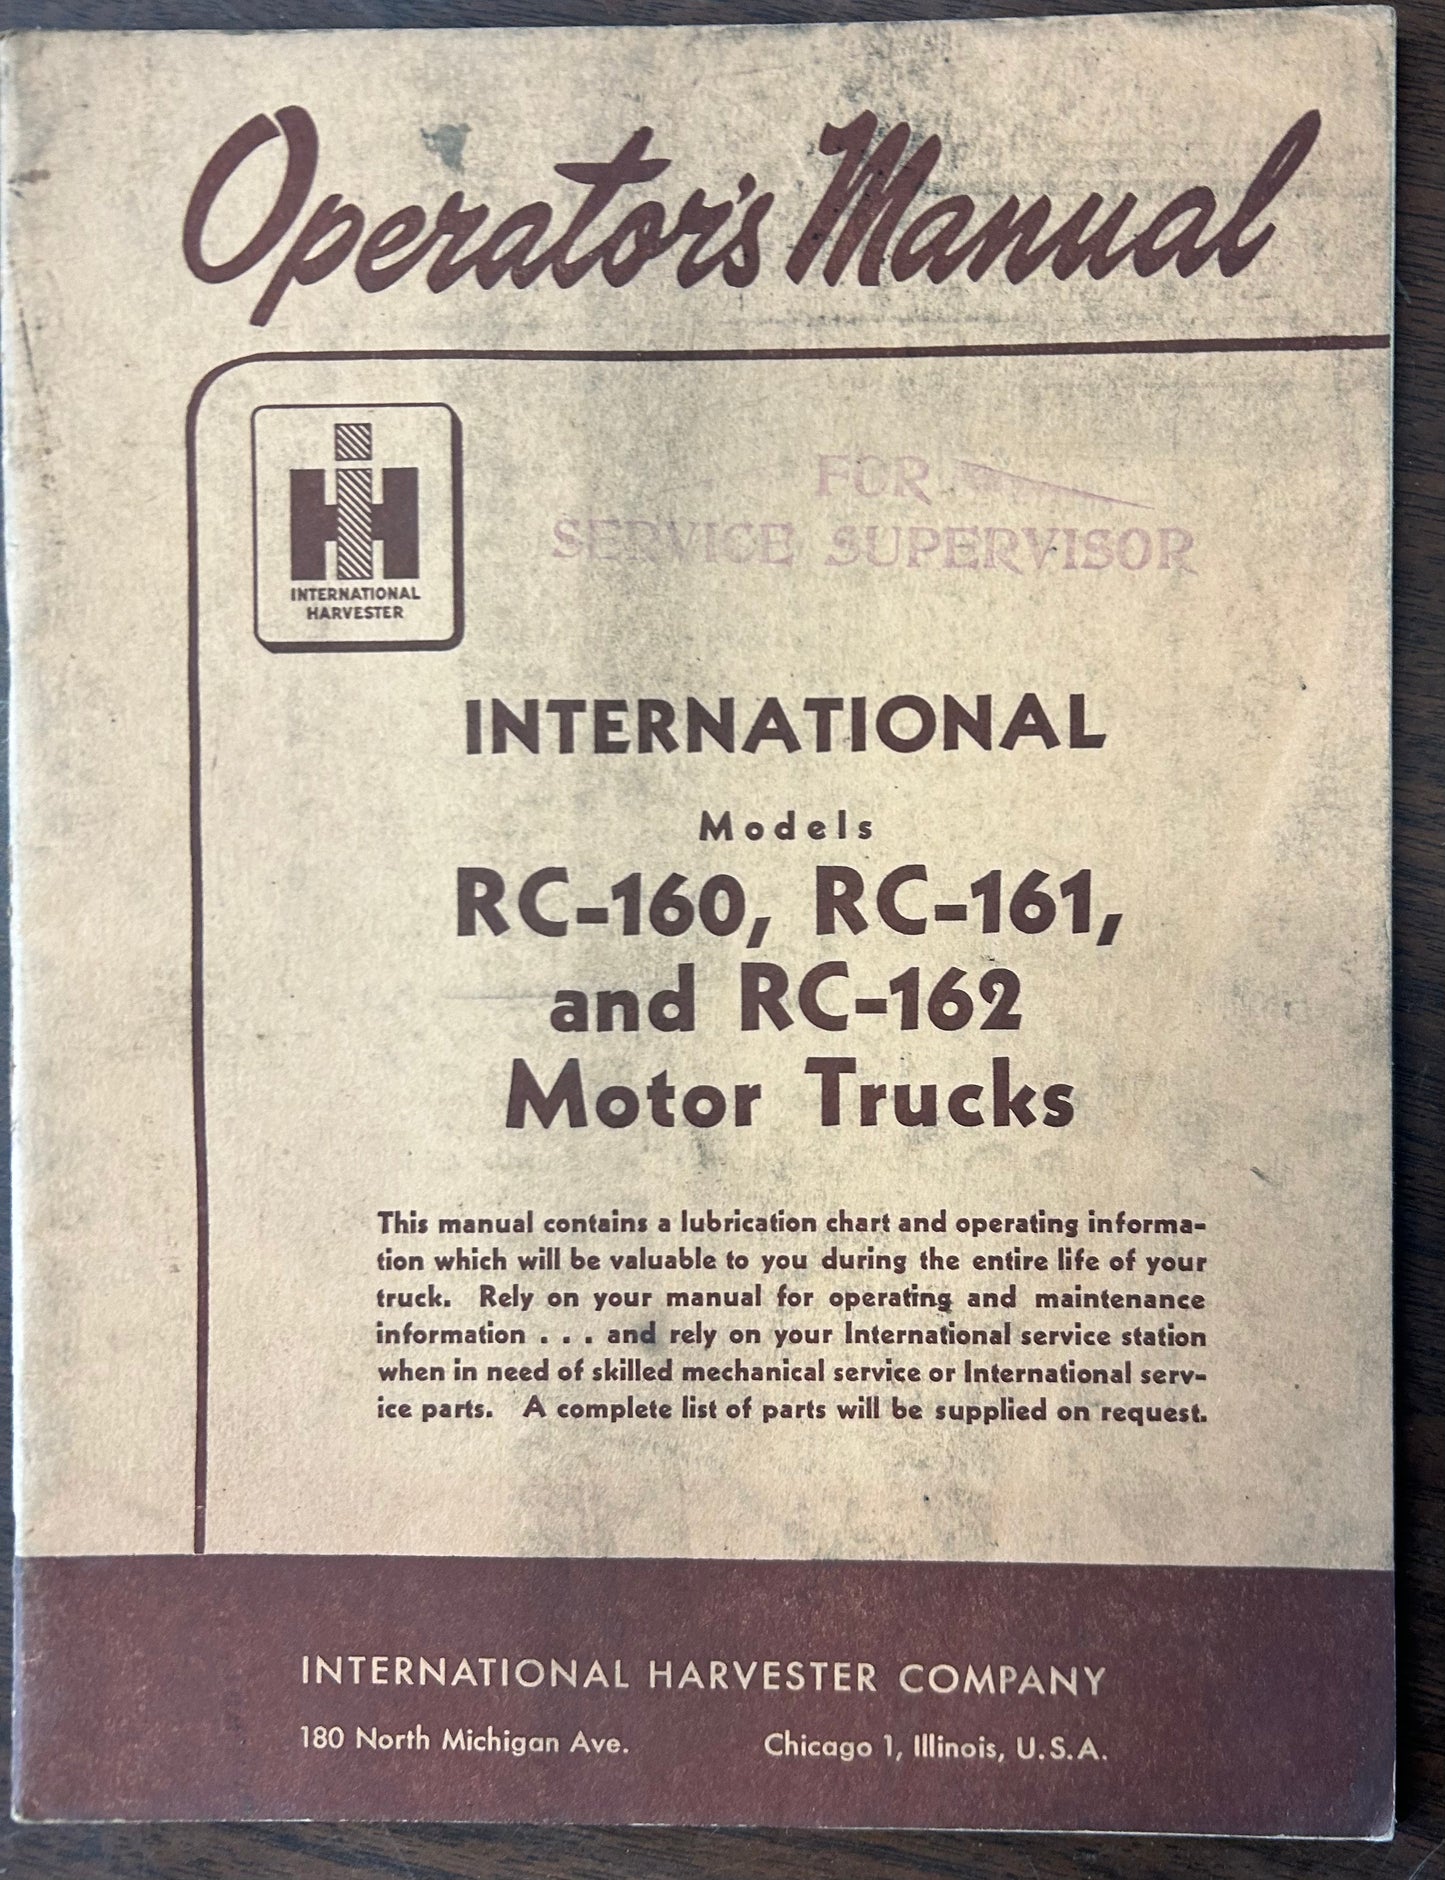 Operator's Manual
IH
INTERNATIONAL
HARVESTER
FOR
SERVICE SUPERVISOR
INTERNATIONAL
Models
RC-160, RC-161,
and RC-162
Motor Trucks
This manual contains a lubrication chart and operating informa-
tion which will be valuable to you during the entire life of your
truck. Rely on your manual for operating and maintenance
information . . . and rely on your International service station
when in need of skilled mechanical service or International serv-
ice parts. A complete list of parts will be supplied on request.
INTERNATIONAL HARVESTER COMPANY
180 North Michigan Ave. Chicago 1, Illinois, U.S.A.